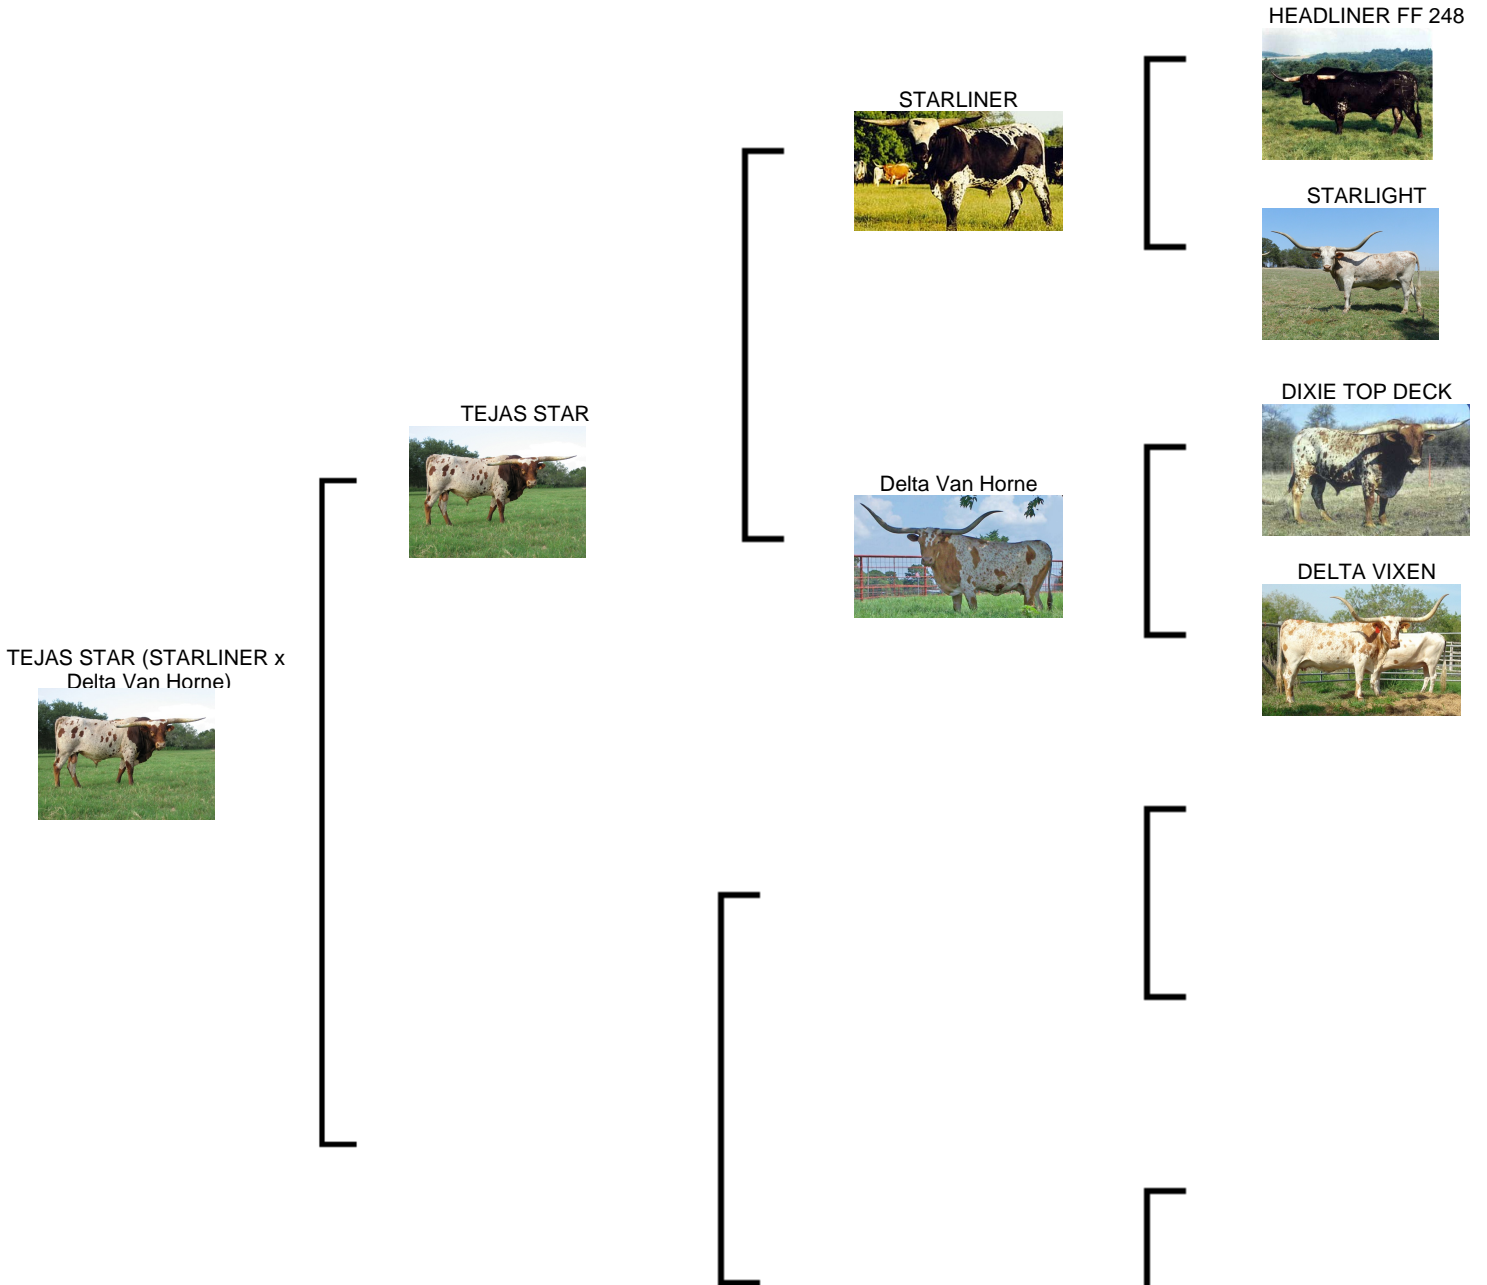 HEADLINER FF 248
STARLINER
STARLIGHT
DIXIE TOP DECK
TEJAS STAR
Delta Van Horne
DELTA VIXEN
TEJAS STAR (STARLINER x
Delta Van Horne)